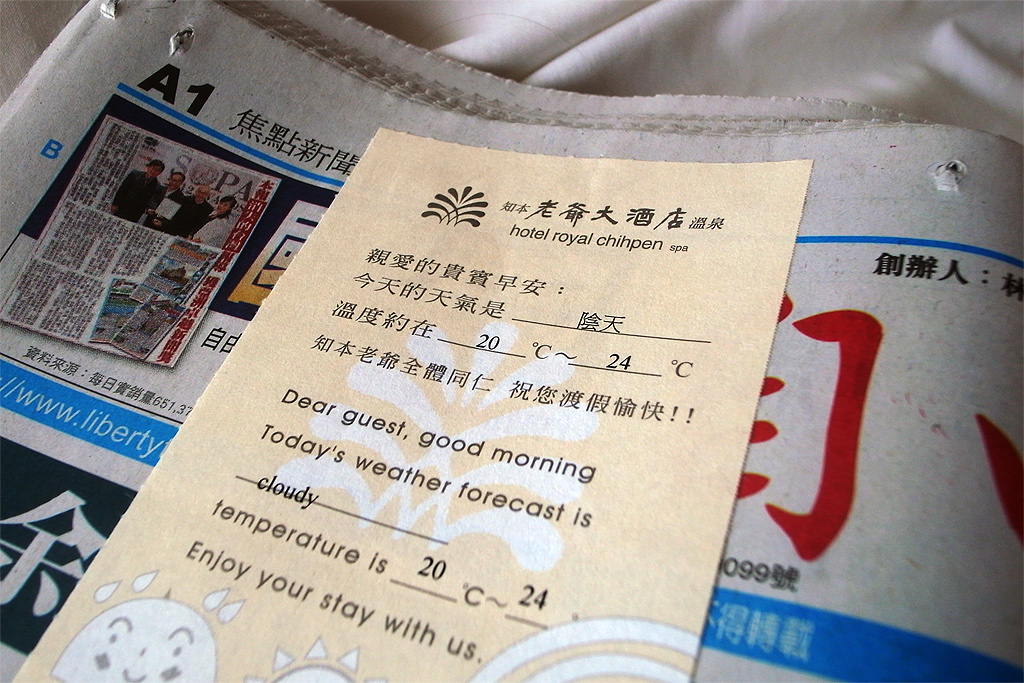 A1
焦點新聞
B
資料來源：每日實銷量651,37
//www.liberty
自由
余
知本老爺大酒店溫泉
hotel royal chihpen spa
親愛的貴賓早安：
今天的天氣是 陰天
溫度約在 20 ℃～ 24 ℃
知本老爺全體同仁 祝您渡假愉快!!
Dear guest, good morning
Today's weather forecast is
cloudy
temperature is 20 ℃～ 24 °
Enjoy your stay with us.
創辦人：林
099號
不得轉載